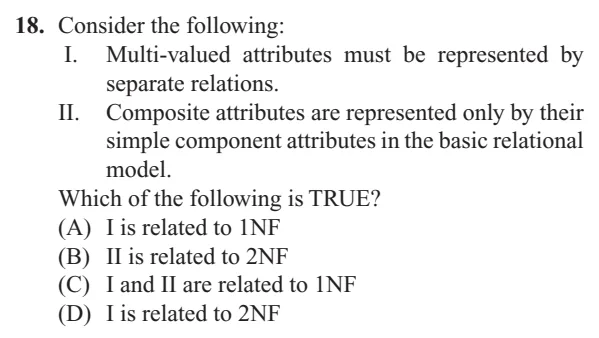 18. Consider the following:
I. Multi-valued attributes must be represented by
separate relations.
II. Composite attributes are represented only by their
simple component attributes in the basic relational
model.
Which of the following is TRUE?
(A) I is related to 1NF
(B) II is related to 2NF
(C) I and II are related to 1NF
(D) I is related to 2NF